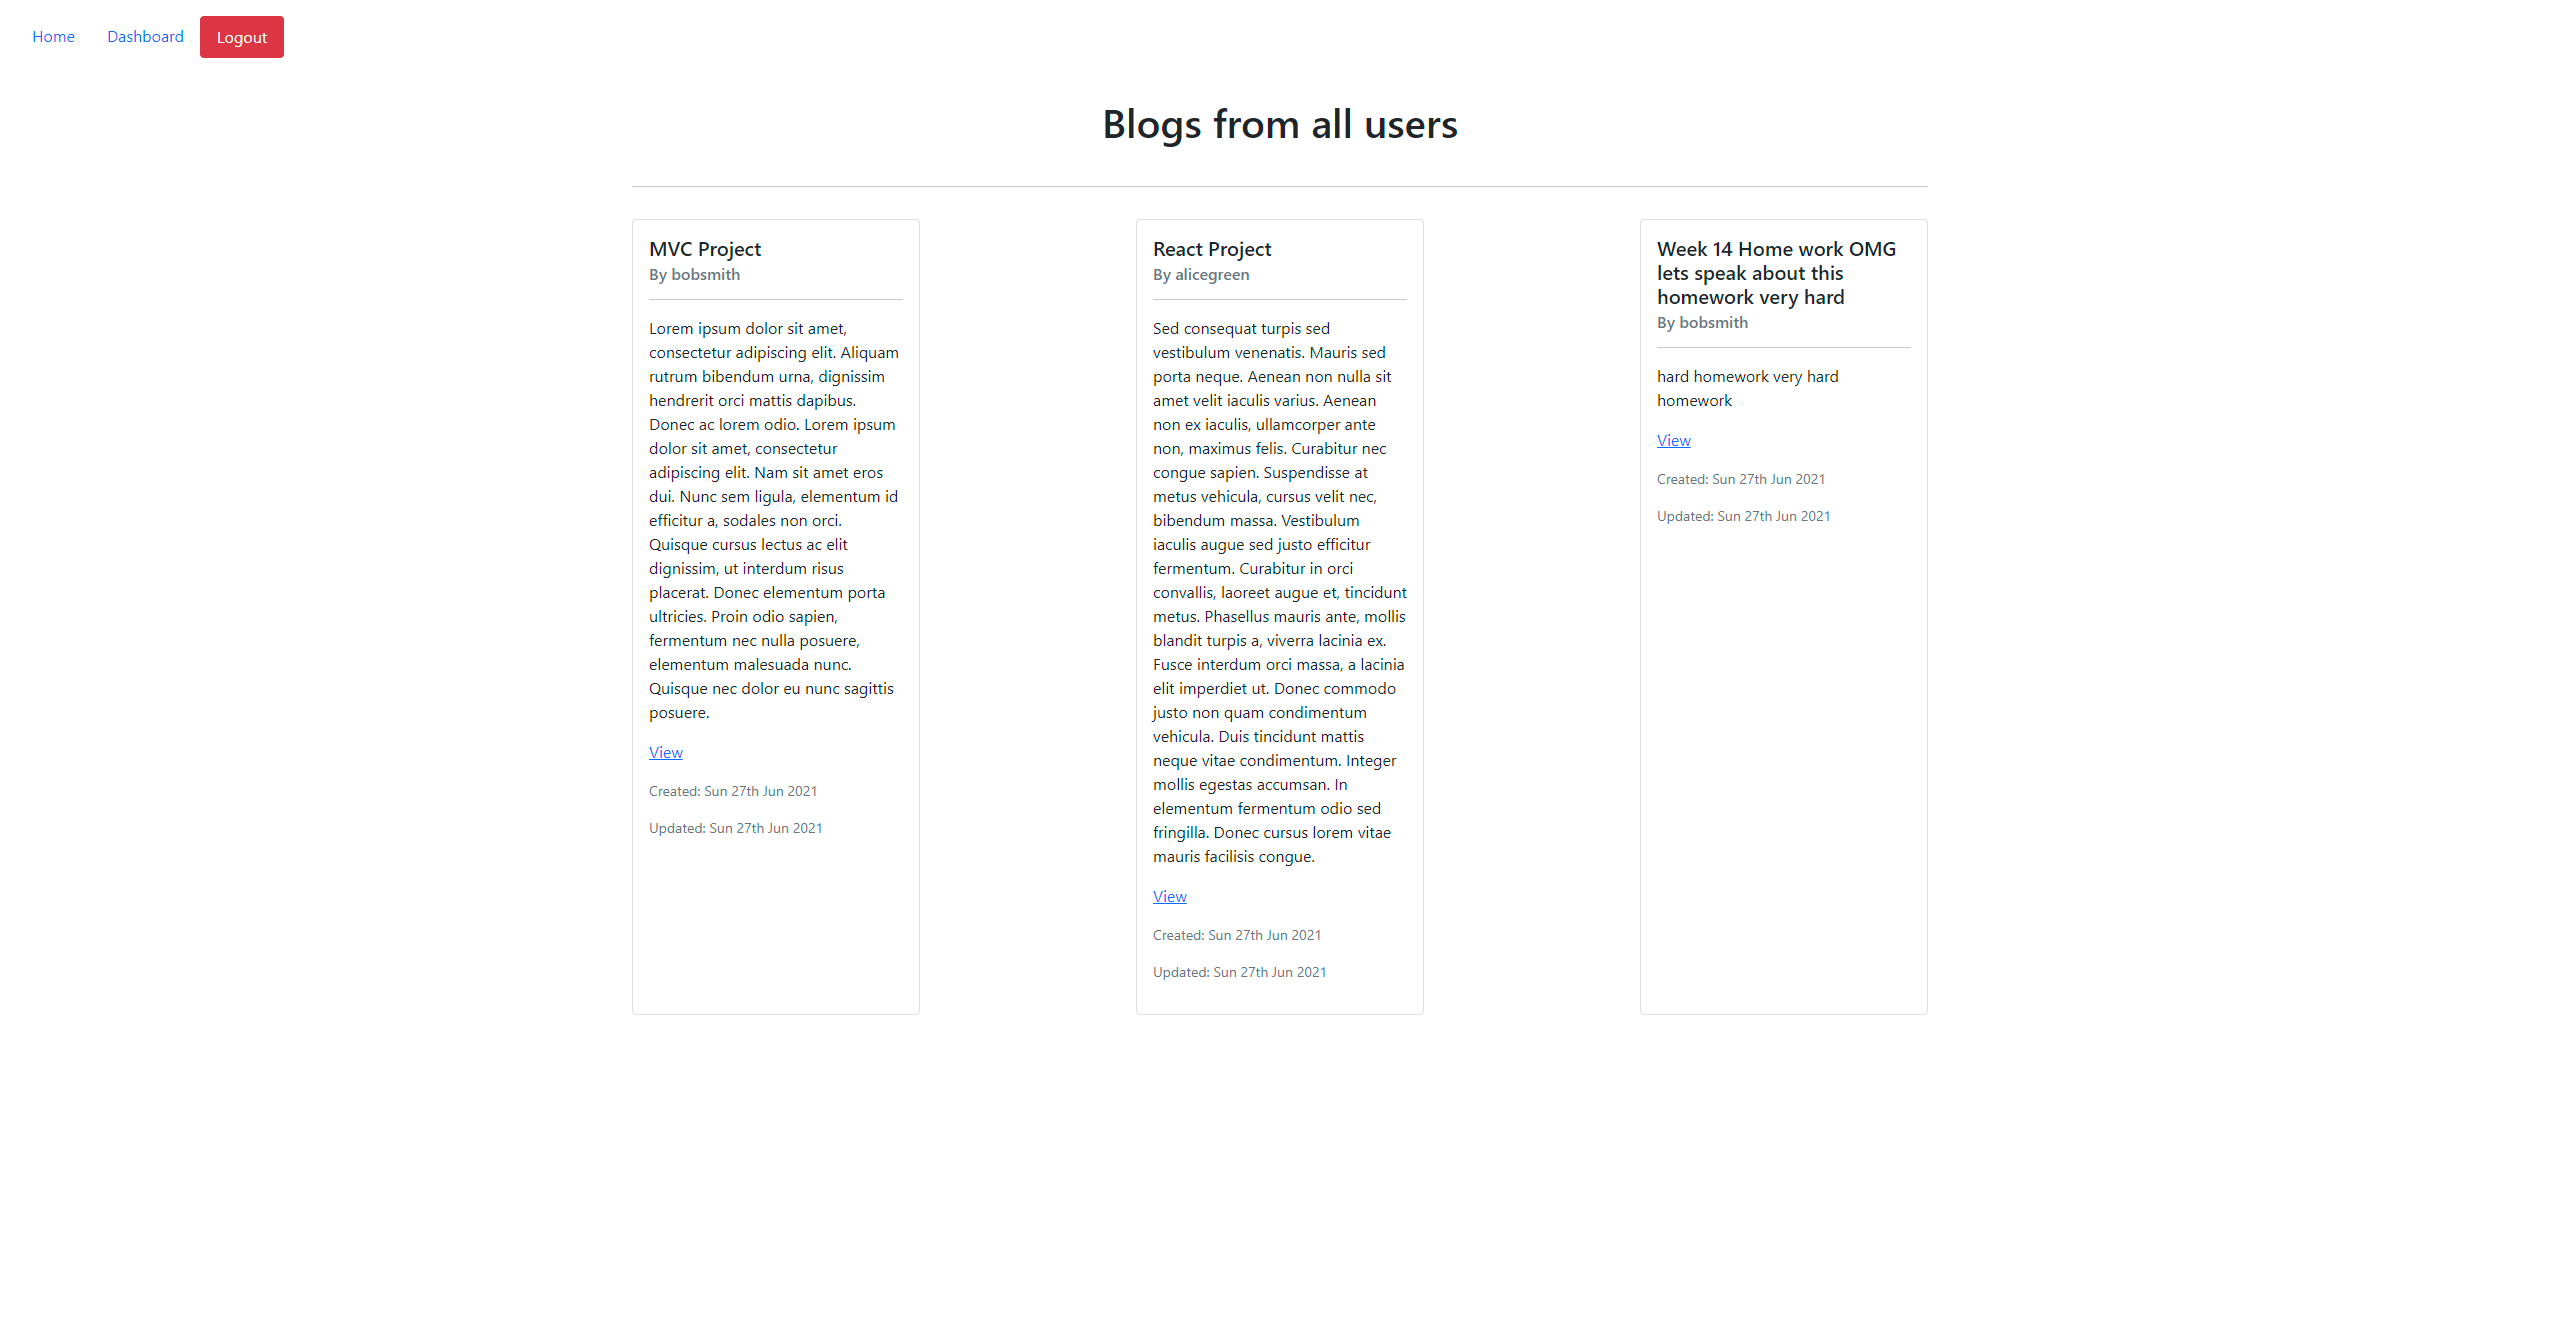 Home Dashboard Logout
Blogs from all users
MVC Project
By bobsmith
Lorem ipsum dolor sit amet,
consectetur adipiscing elit. Aliquam
rutrum bibendum urna, dignissim
hendrerit orci mattis dapibus.
Donec ac lorem odio. Lorem ipsum
dolor sit amet, consectetur
adipiscing elit. Nam sit amet eros
dui. Nunc sem ligula, elementum id
efficitur a, sodales non orci.
Quisque cursus lectus ac elit
dignissim, ut interdum risus
placerat. Donec elementum porta
ultricies. Proin odio sapien,
fermentum nec nulla posuere,
elementum malesuada nunc.
Quisque nec dolor eu nunc sagittis
posuere.
View
Created: Sun 27th Jun 2021
Updated: Sun 27th Jun 2021
React Project
By alicegreen
Sed consequat turpis sed
vestibulum venenatis. Mauris sed
porta neque. Aenean non nulla sit
amet velit iaculis varius. Aenean
non ex iaculis, ullamcorper ante
non, maximus felis. Curabitur nec
congue sapien. Suspendisse at
metus vehicula, cursus velit nec,
bibendum massa. Vestibulum
iaculis augue sed justo efficitur
fermentum. Curabitur in orci
convallis, laoreet augue et, tincidunt
metus. Phasellus mauris ante, mollis
blandit turpis a, viverra lacinia ex.
Fusce interdum orci massa, a lacinia
elit imperdiet ut. Donec commodo
justo non quam condimentum
vehicula. Duis tincidunt mattis
neque vitae condimentum. Integer
mollis egestas accumsan. In
elementum fermentum odio sed
fringilla. Donec cursus lorem vitae
mauris facilisis congue.
View
Created: Sun 27th Jun 2021
Updated: Sun 27th Jun 2021
Week 14 Home work OMG
lets speak about this
homework very hard
By bobsmith
hard homework very hard
homework
View
Created: Sun 27th Jun 2021
Updated: Sun 27th Jun 2021